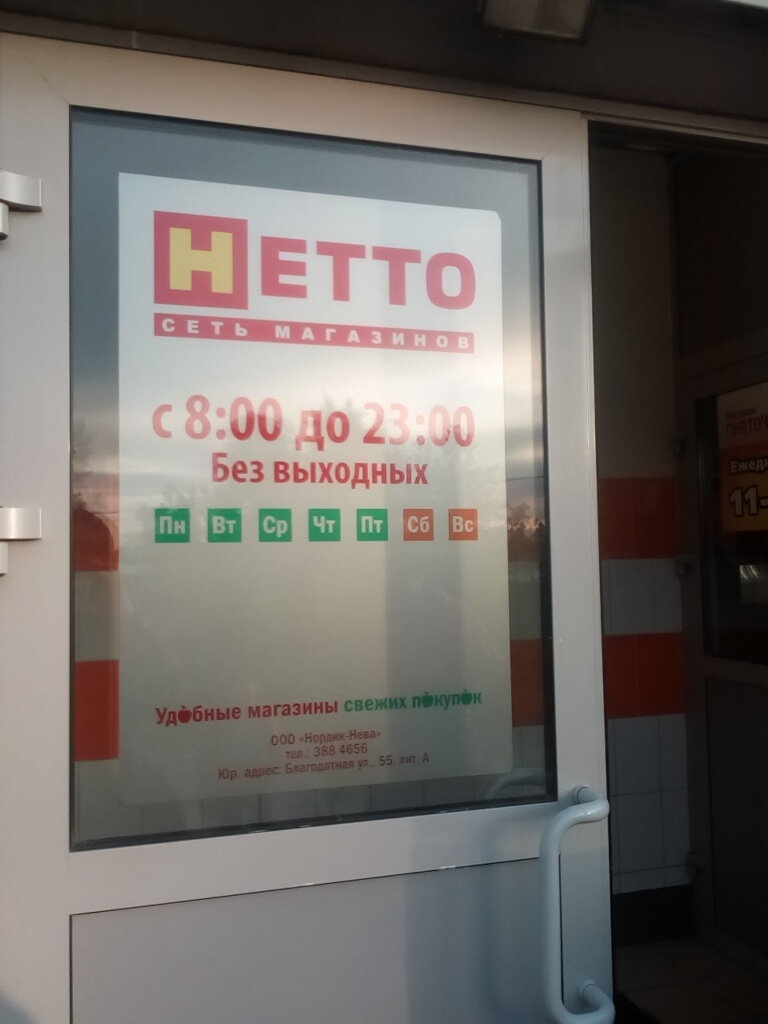 НЕТТО
СЕТЬ МАГАЗИНОВ
с 8:00 до 23:00
Без выходных
Пн Вт Ср Чт Пт Сб Вс
Удобные магазины свежих покупок
ООО «Нордик-Нева»
тел.: 388 4656
Юр. адрес: Благодатная ул., 55, лит. А
11-